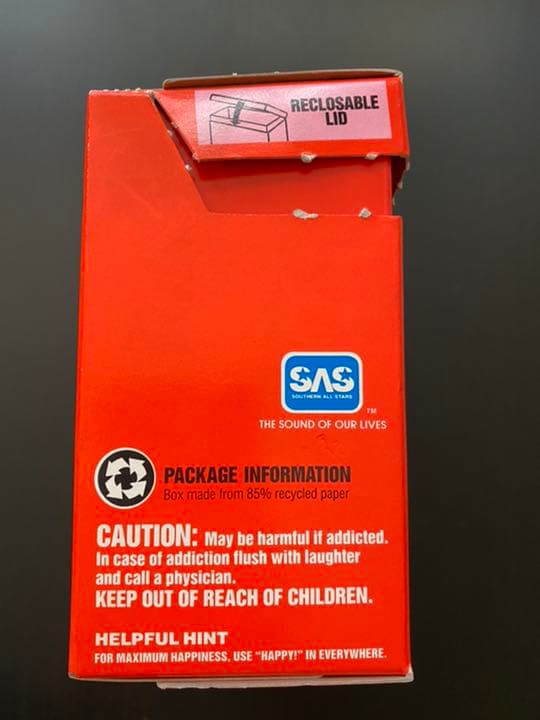 RECLOSABLE
LID
SAS
SOUTHERN ALL STARS
TM
THE SOUND OF OUR LIVES
PACKAGE INFORMATION
Box made from 85% recycled paper
CAUTION: May be harmful if addicted.
In case of addiction flush with laughter
and call a physician.
KEEP OUT OF REACH OF CHILDREN.
HELPFUL HINT
FOR MAXIMUM HAPPINESS, USE "HAPPY!" IN EVERYWHERE.